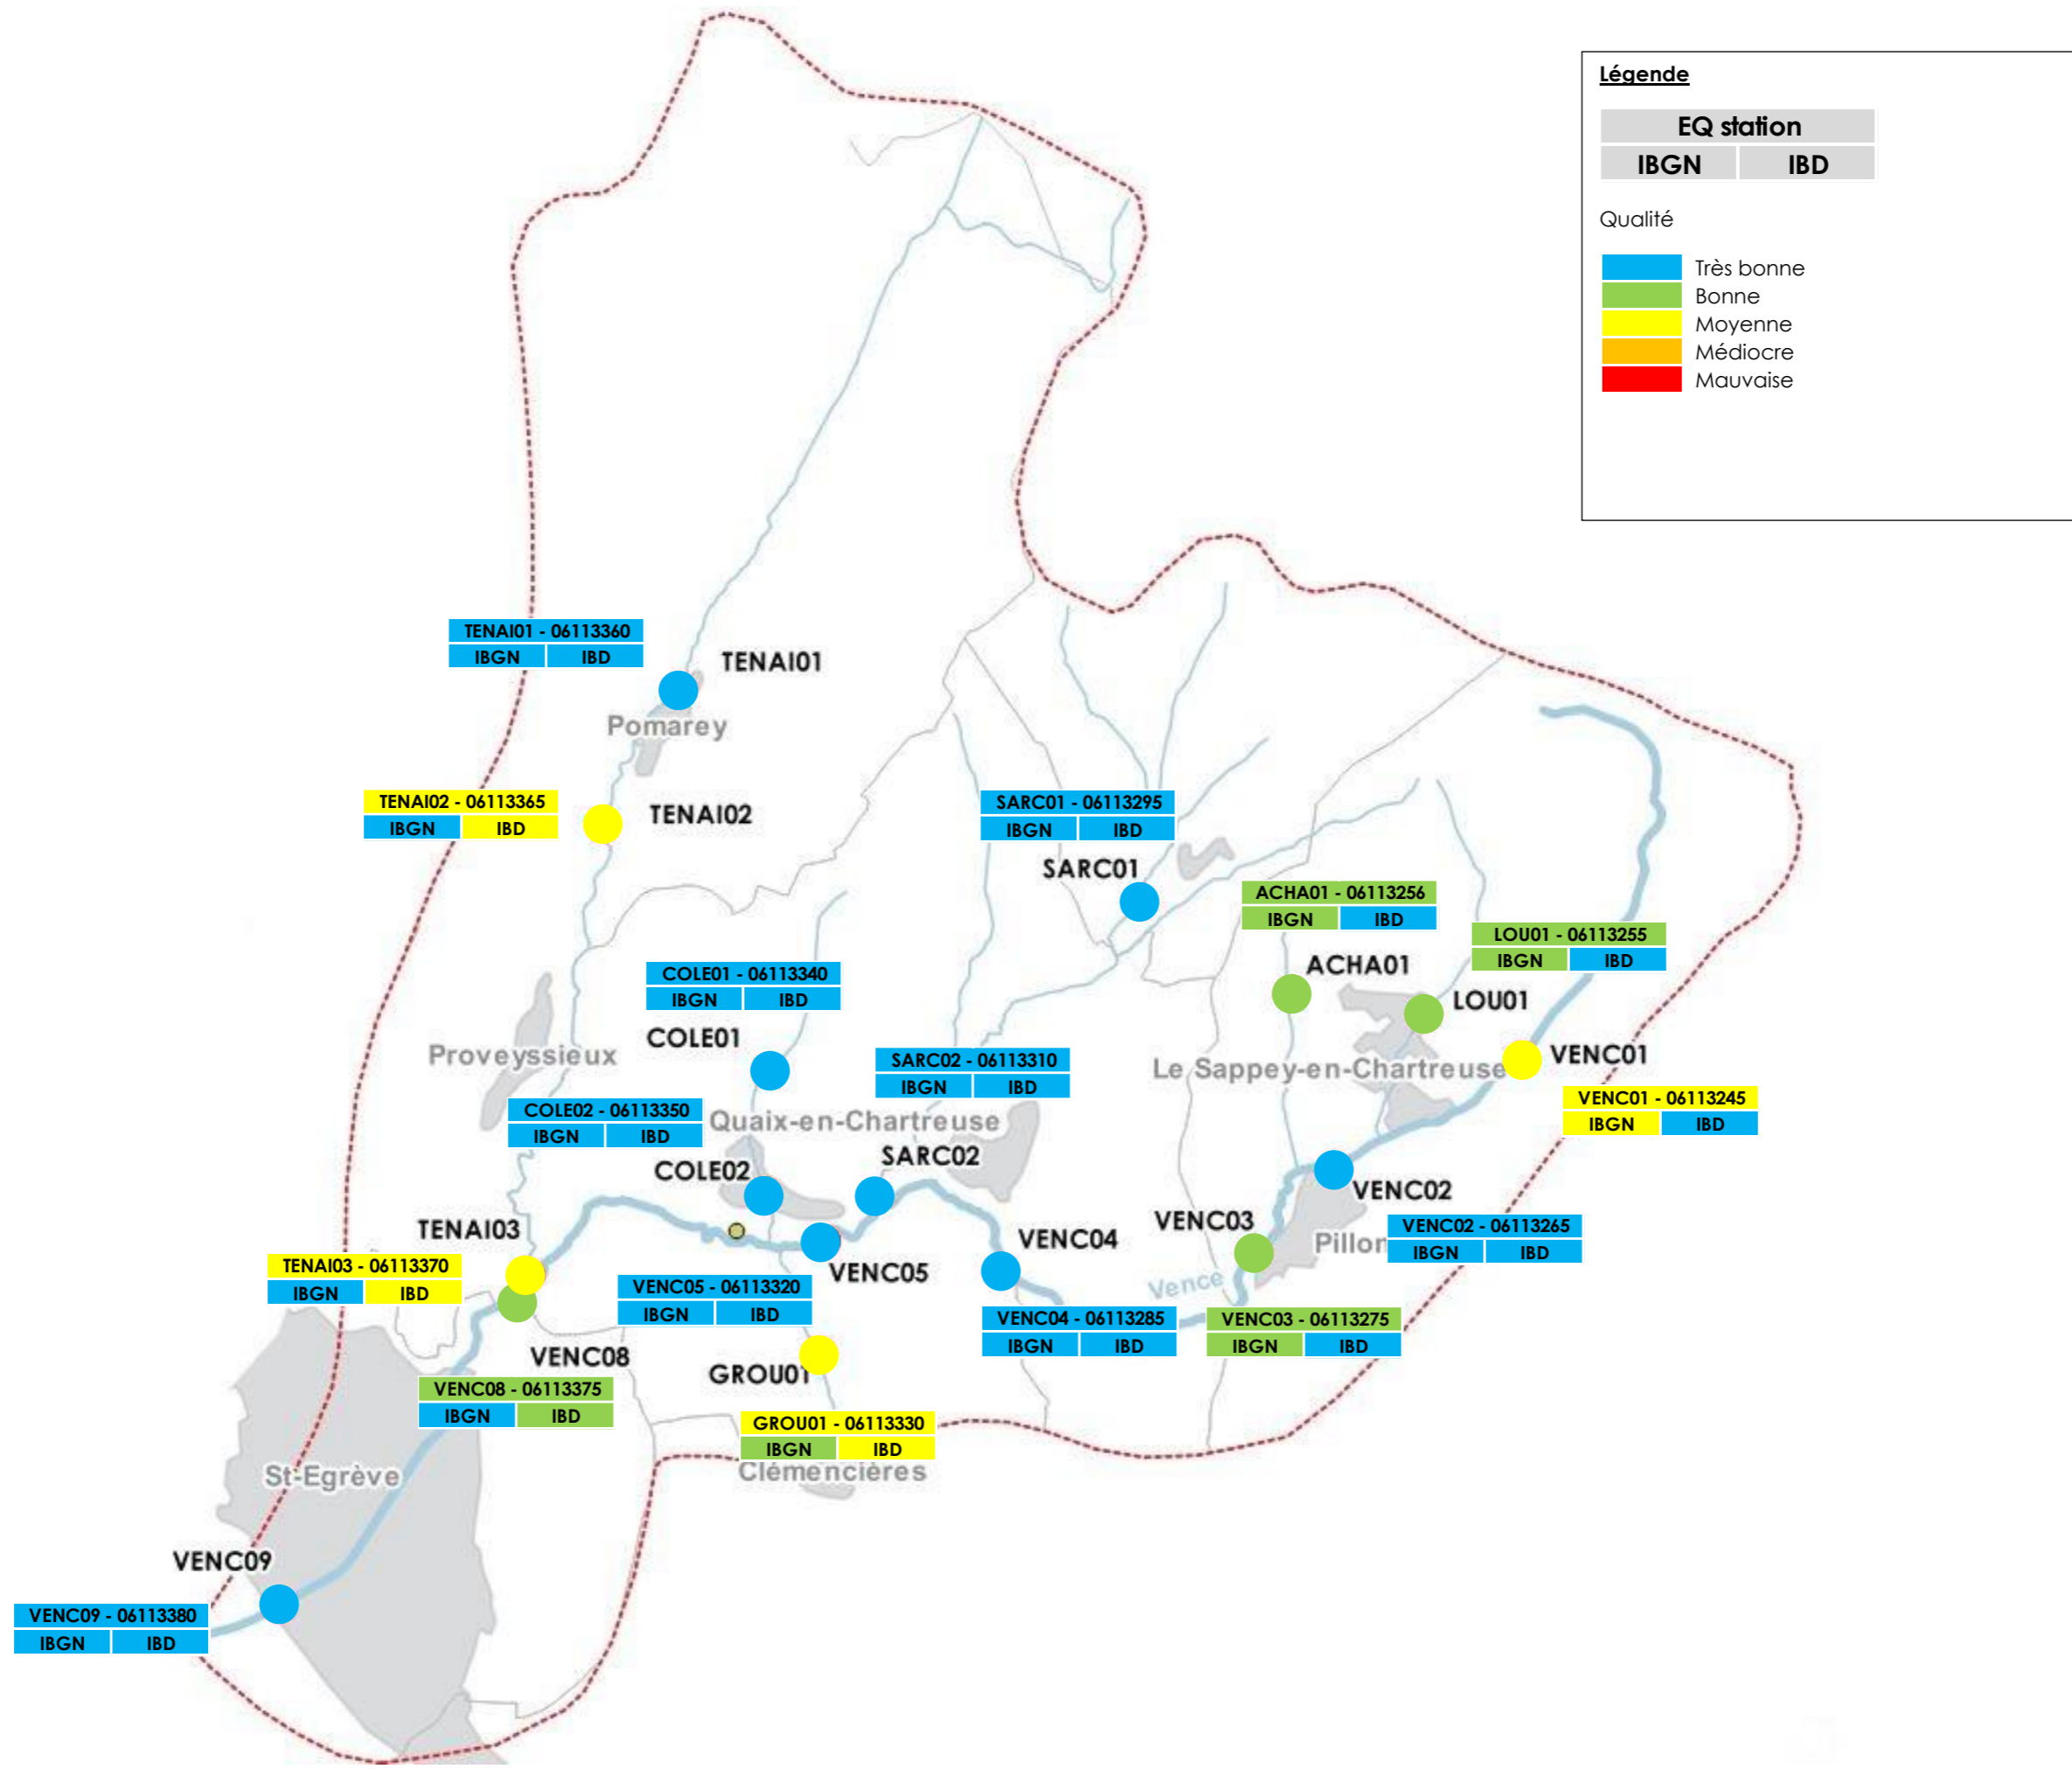 Légende
EQ station
IBGN IBD
Qualité
Très bonne
Bonne
Moyenne
Médiocre
Mauvaise
TENAI01 - 06113360
IBGN IBD
TENAI01
Pomarey
TENAI02 - 06113365
IBGN IBD
TENAI02
SARC01 - 06113295
IBGN IBD
SARC01
ACHA01 - 06113256
IBGN IBD
ACHA01
LOU01 - 06113255
IBGN IBD
LOU01
COLE01 - 06113340
IBGN IBD
COLE01
Proveyssieux
SARC02 - 06113310
IBGN IBD
Le Sappey-en-Chartreuse
VENC01
VENC01 - 06113245
IBGN IBD
COLE02 - 06113350
IBGN IBD
Quaix-en-Chartreuse
COLE02
SARC02
VENC02
VENC02 - 06113265
IBGN IBD
VENC03
Pillon
TENAI03
TENAI03 - 06113370
IBGN IBD
VENC04
VENC05
Vence
VENC05 - 06113320
IBGN IBD
VENC04 - 06113285
IBGN IBD
VENC03 - 06113275
IBGN IBD
VENC08
VENC08 - 06113375
IBGN IBD
GROU01
GROU01 - 06113330
IBGN IBD
Clémencières
St-Egrève
VENC09
VENC09 - 06113380
IBGN IBD